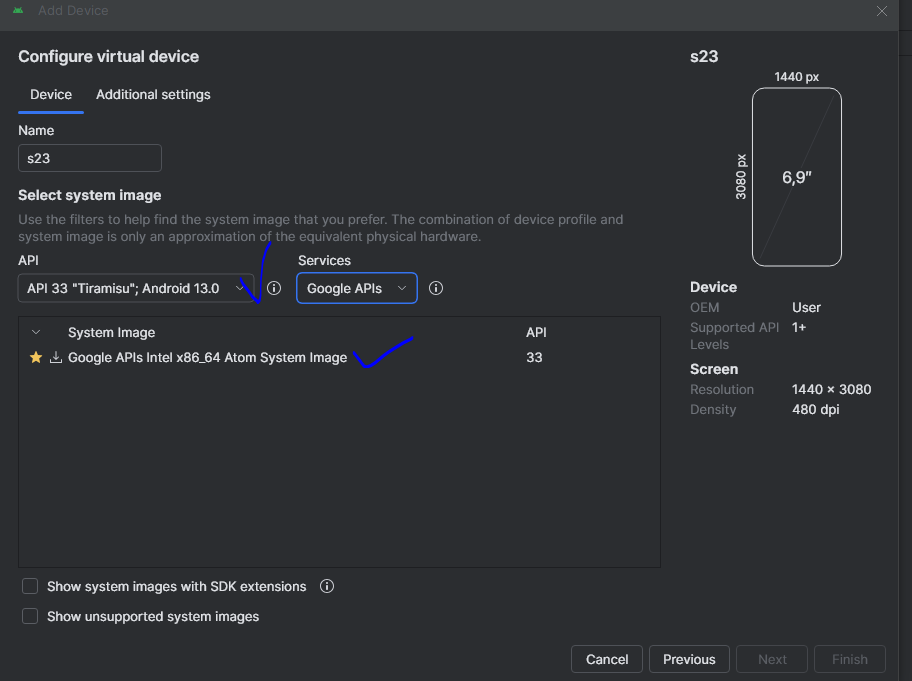 Add Device
Configure virtual device
Device Additional settings
Name
s23
Select system image
Use the filters to help find the system image that you prefer. The combination of device profile and
system image is only an approximation of the equivalent physical hardware.
API Services
API 33 "Tiramisu"; Android 13.0 Google APIs
System Image API
Google APIs Intel x86_64 Atom System Image 33
Show system images with SDK extensions
Show unsupported system images
s23
1440 px
3080 px
6,9″
Device
OEM User
Supported API 1+
Levels
Screen
Resolution 1440 × 3080
Density 480 dpi
Cancel Previous Next Finish